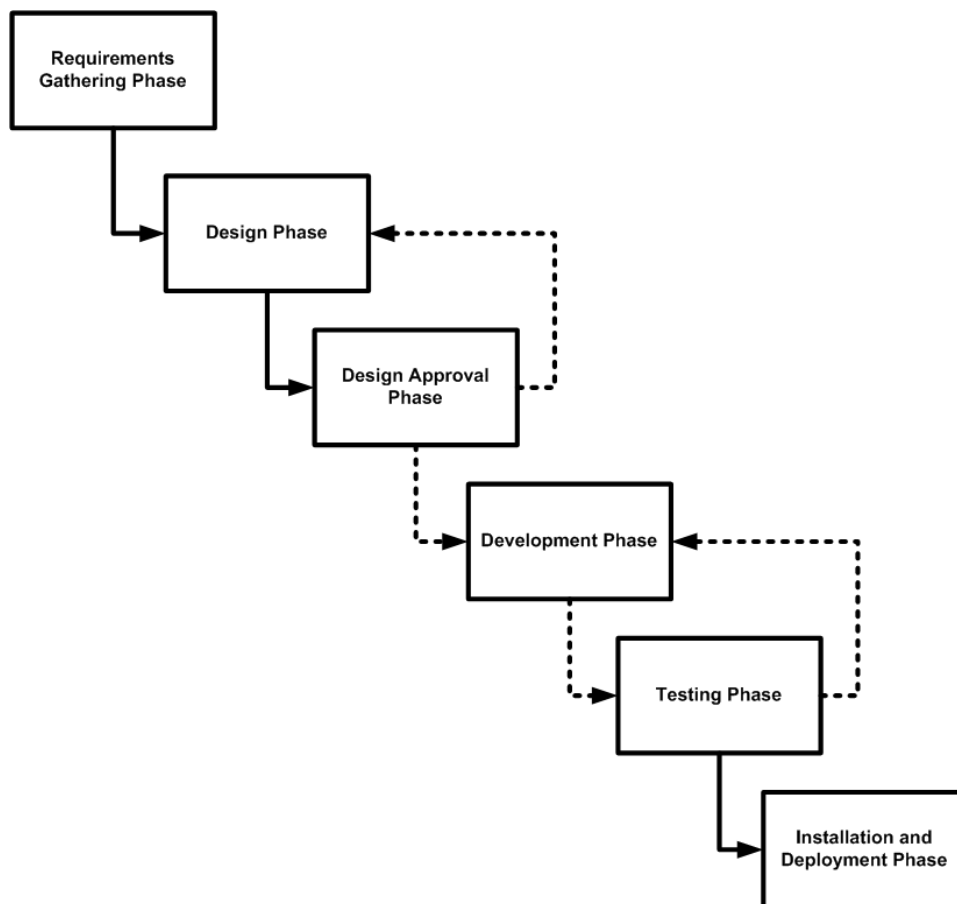 Requirements
Gathering Phase
Design Phase
Design Approval
Phase
Development Phase
Testing Phase
Installation and
Deployment Phase